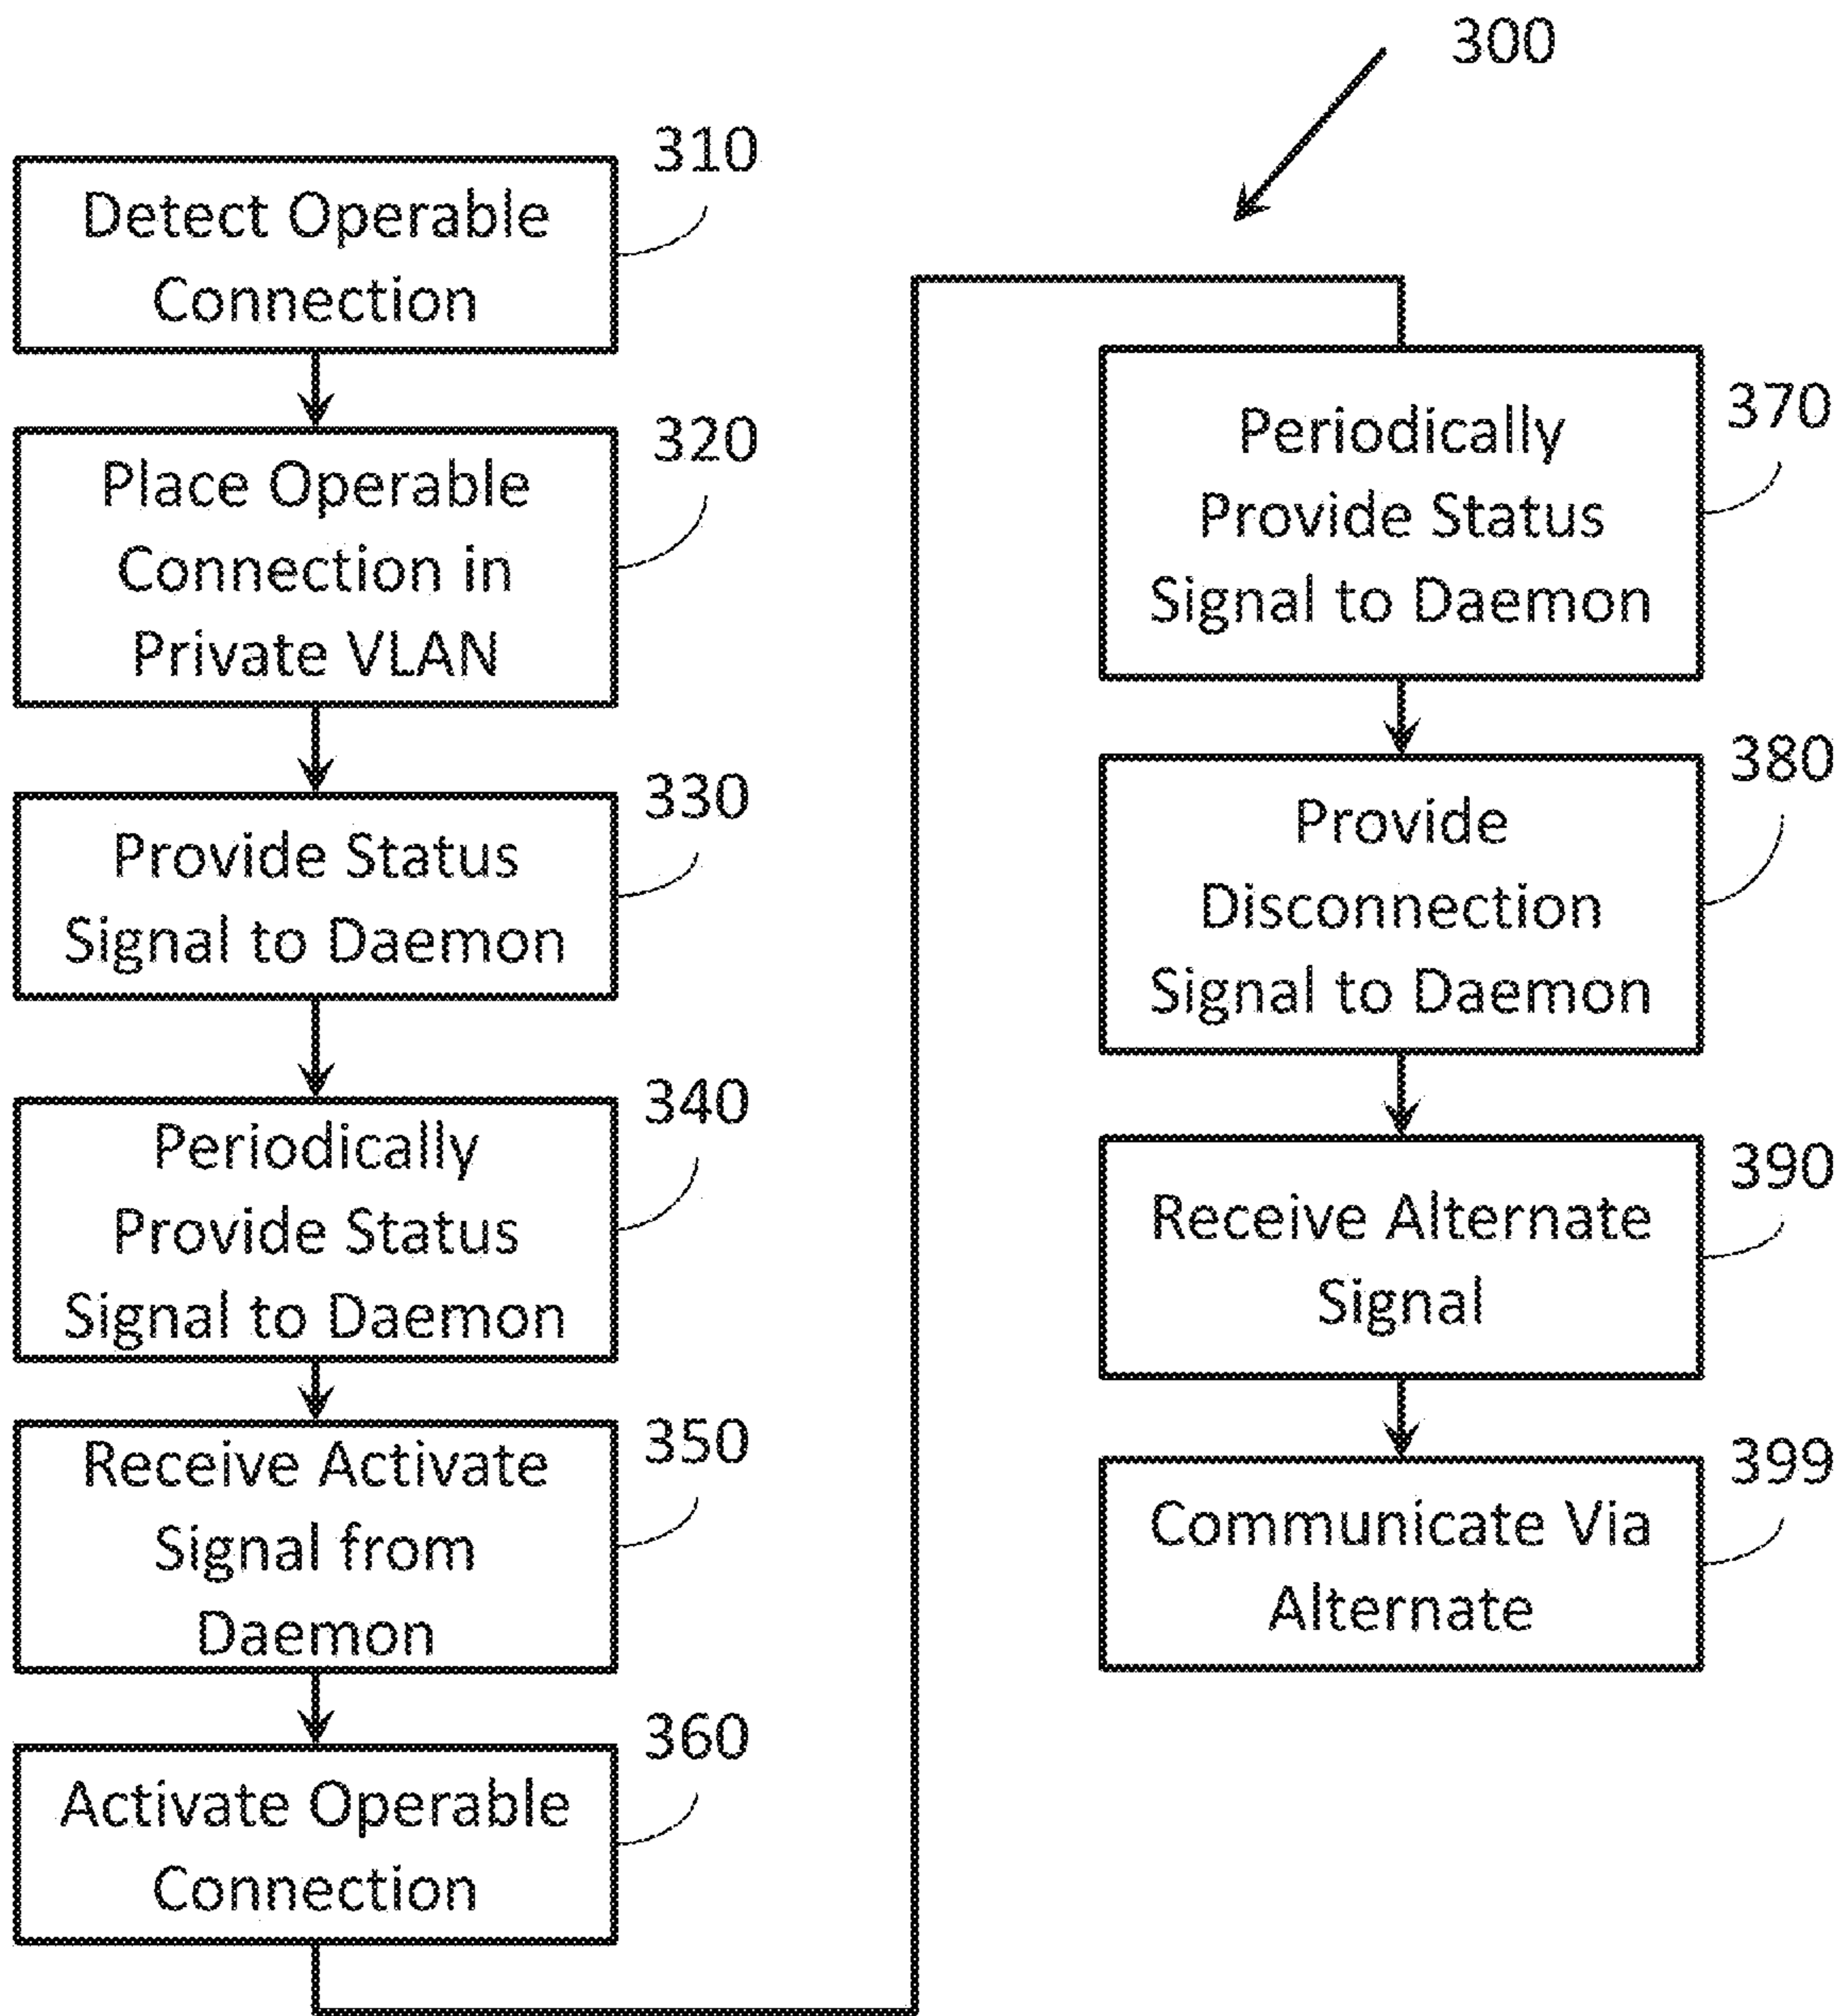 300
310
Detect Operable
Connection
320
Place Operable
Connection in
Private VLAN
330
Provide Status
Signal to Daemon
340
Periodically
Provide Status
Signal to Daemon
350
Receive Activate
Signal from
Daemon
360
Activate Operable
Connection
370
Periodically
Provide Status
Signal to Daemon
380
Provide
Disconnection
Signal to Daemon
390
Receive Alternate
Signal
399
Communicate Via
Alternate